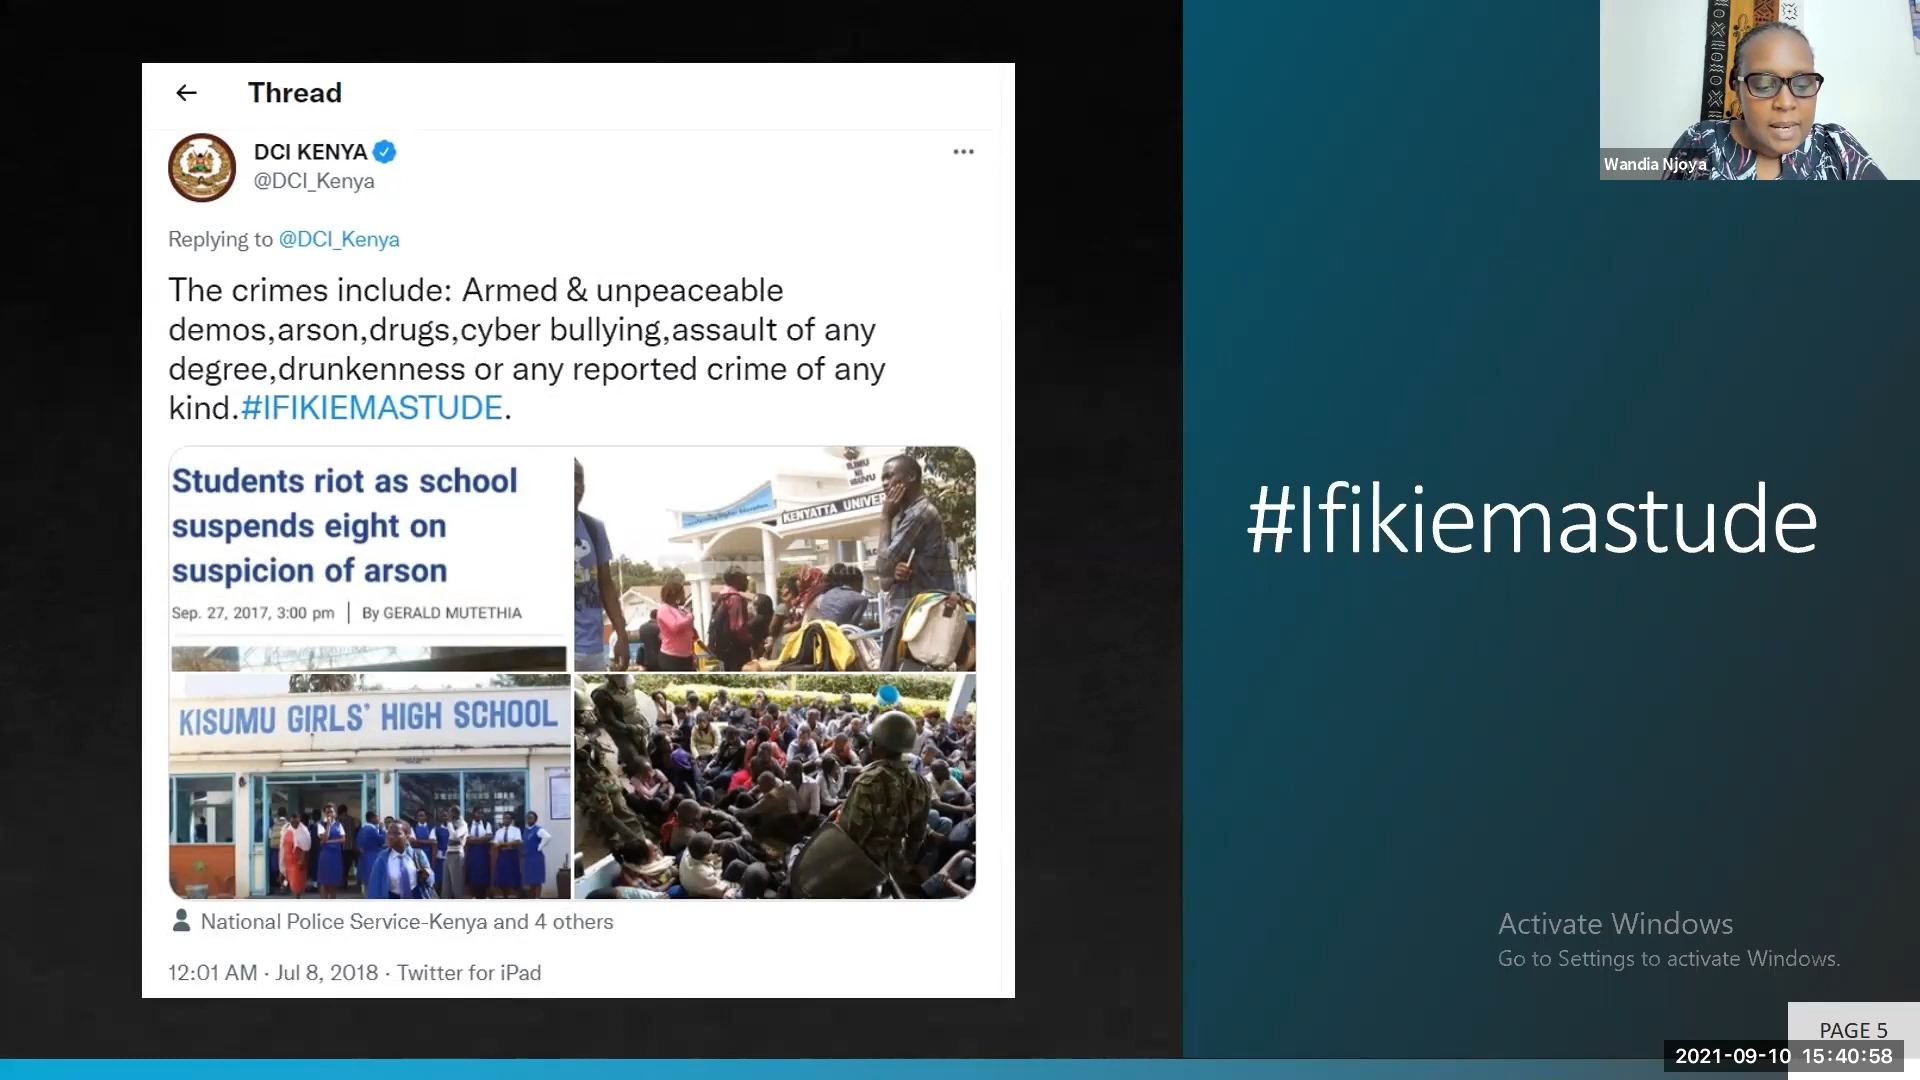 Thread
DCI KENYA
@DCI_Kenya
Replying to @DCI_Kenya
The crimes include: Armed & unpeaceable
demos,arson,drugs,cyber bullying,assault of any
degree,drunkenness or any reported crime of any
kind.#IFIKIEMASTUDE.
Students riot as school
suspends eight on
suspicion of arson
Sep. 27, 2017, 3:00 pm | By GERALD MUTETHIA
KENYATTA UNIVER
KISUMU GIRLS' HIGH SCHOOL
National Police Service-Kenya and 4 others
12:01 AM · Jul 8, 2018 · Twitter for iPad
#Ifikiemastude
Wandia Njoya
Activate Windows
Go to Settings to activate Windows.
PAGE 5
2021-09-10 15:40:58